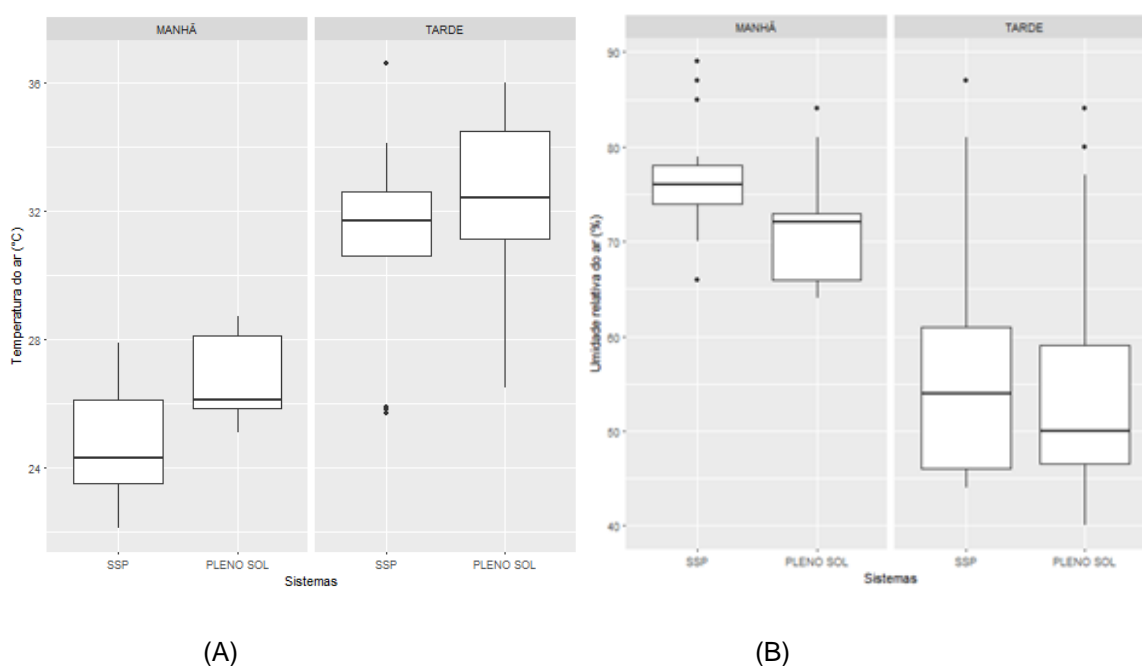 MANHÃ TARDE
36
32
28
24
Temperatura do ar (°C)
SSP PLENO SOL SSP PLENO SOL
Sistemas
MANHÃ TARDE
90
80
70
60
50
40
Umidade relativa do ar (%)
SSP PLENO SOL SSP PLENO SOL
Sistemas
(A) (B)